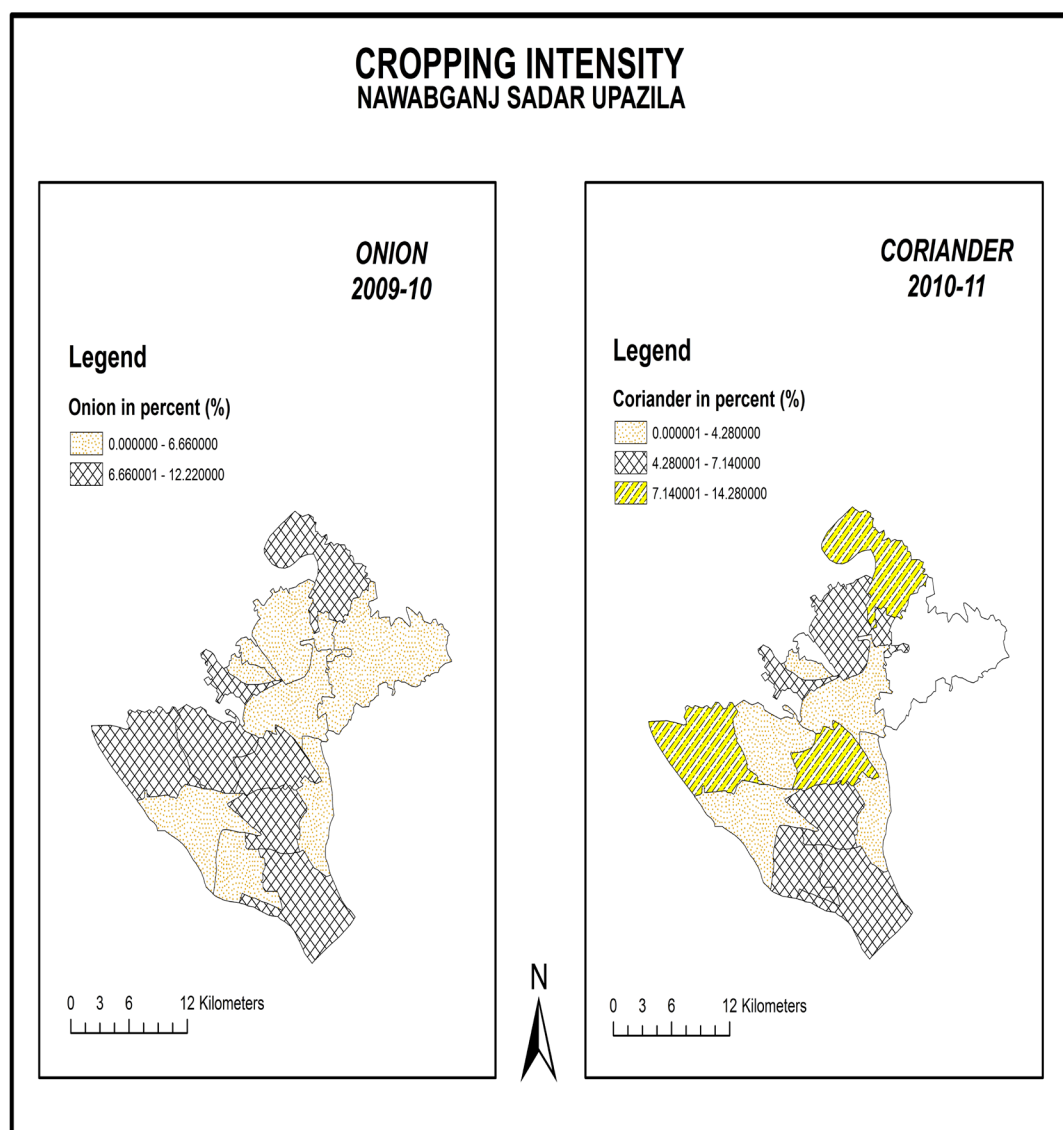 CROPPING INTENSITY
NAWABGANJ SADAR UPAZILA
ONION
2009-10
Legend
Onion in percent (%)
0.000000 - 6.660000
6.660001 - 12.220000
0 3 6 12 Kilometers
N
CORIANDER
2010-11
Legend
Coriander in percent (%)
0.000001 - 4.280000
4.280001 - 7.140000
7.140001 - 14.280000
0 3 6 12 Kilometers